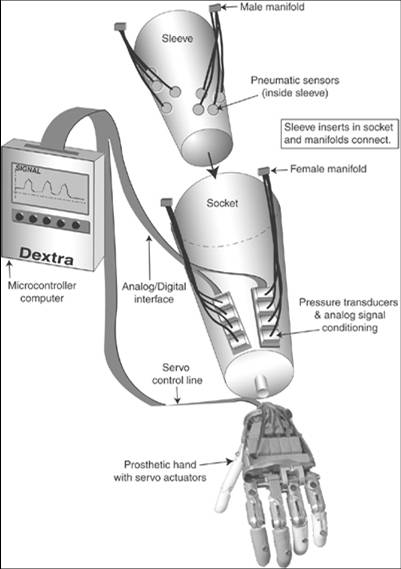 Male manifold
Sleeve
Pneumatic sensors
(inside sleeve)
Sleeve inserts in socket
and manifolds connect.
SIGNAL
Female manifold
Socket
Dextra
Microcontroller
computer
Analog/Digital
interface
Pressure transducers
& analog signal
conditioning
Servo
control line
Prosthetic hand
with servo actuators